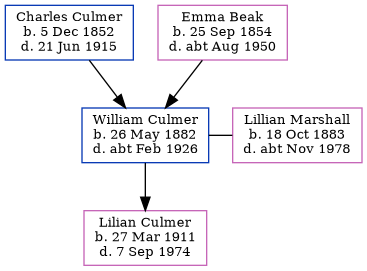 Charles Culmer
b. 5 Dec 1852
d. 21 Jun 1915
Emma Beak
b. 25 Sep 1854
d. abt Aug 1950
William Culmer
b. 26 May 1882
d. abt Feb 1926
Lillian Marshall
b. 18 Oct 1883
d. abt Nov 1978
Lilian Culmer
b. 27 Mar 1911
d. 7 Sep 1974